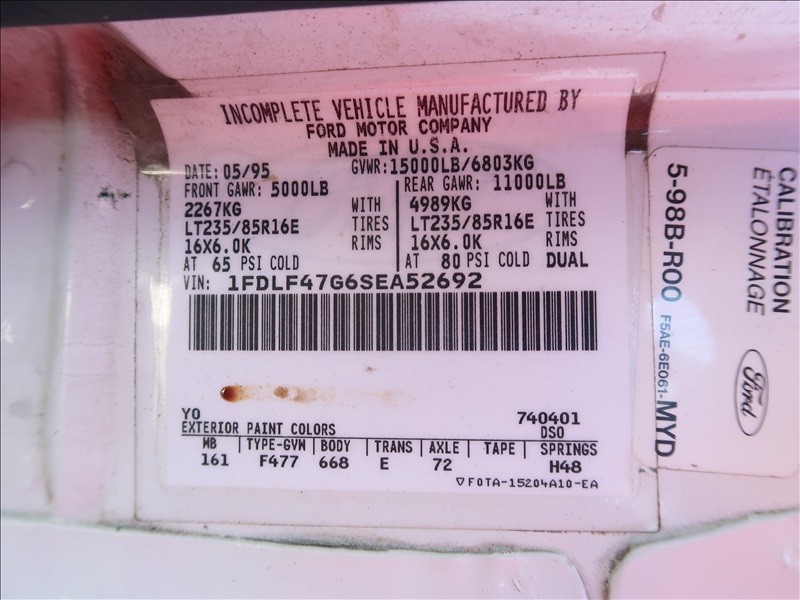 INCOMPLETE VEHICLE MANUFACTURED BY
FORD MOTOR COMPANY
MADE IN U.S.A.
DATE: 05/95 GVWR:15000LB/6803KG
FRONT GAWR: 5000LB REAR GAWR: 11000LB
2267KG WITH 4989KG WITH
LT235/85R16E TIRES LT235/85R16E TIRES
16X6.0K RIMS 16X6.0K RIMS
AT 65 PSI COLD AT 80 PSI COLD DUAL
VIN: 1FDLF47G6SEA52692
YO 740401
EXTERIOR PAINT COLORS DSO
WB TYPE-GVW BODY TRANS AXLE TAPE SPRINGS
161 F477 668 E 72 H48
▽F0TA-15204A10-EA
CALIBRATION
ÉTALONNAGE
Ford
5-98B-R00
F5AE-6E061-MYD